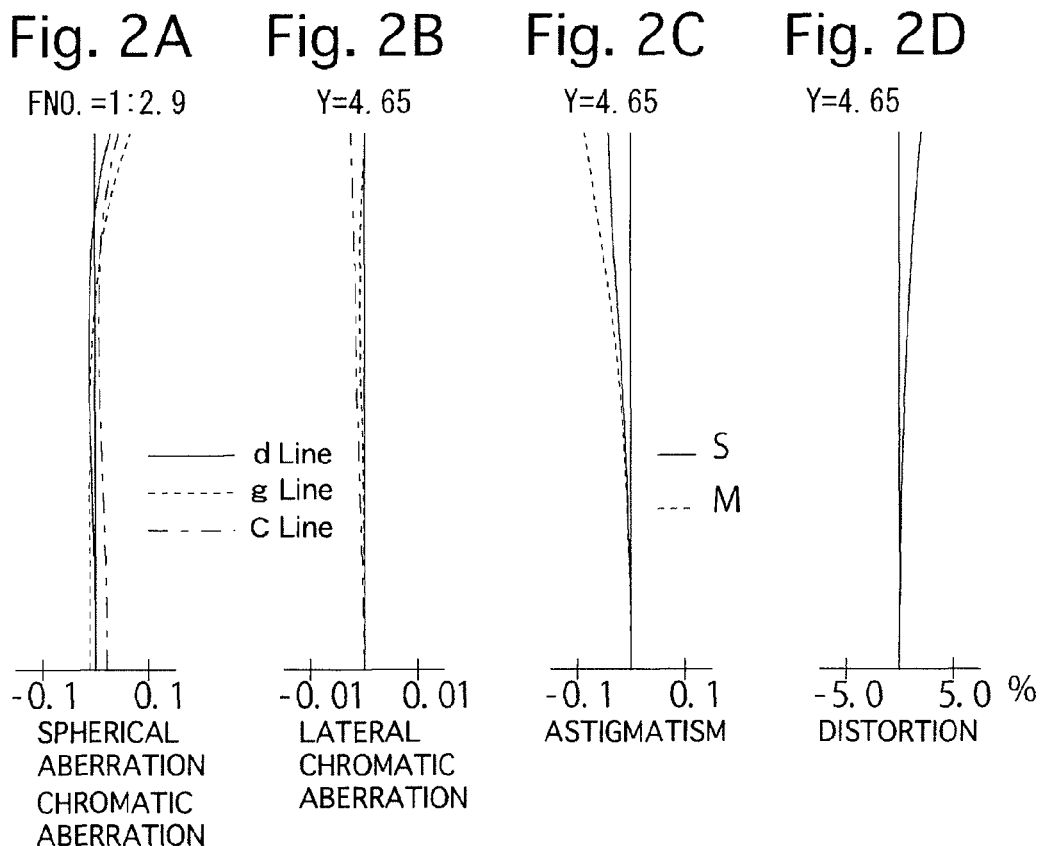 Fig. 2A
Fig. 2B
Fig. 2C
Fig. 2D
FNO. =1:2. 9
Y=4. 65
Y=4. 65
Y=4. 65
d Line
g Line
C Line
S
M
-0. 1 0. 1
-0. 01 0. 01
-0. 1 0. 1
-5. 0 5. 0 %
SPHERICAL
ABERRATION
CHROMATIC
ABERRATION
LATERAL
CHROMATIC
ABERRATION
ASTIGMATISM
DISTORTION